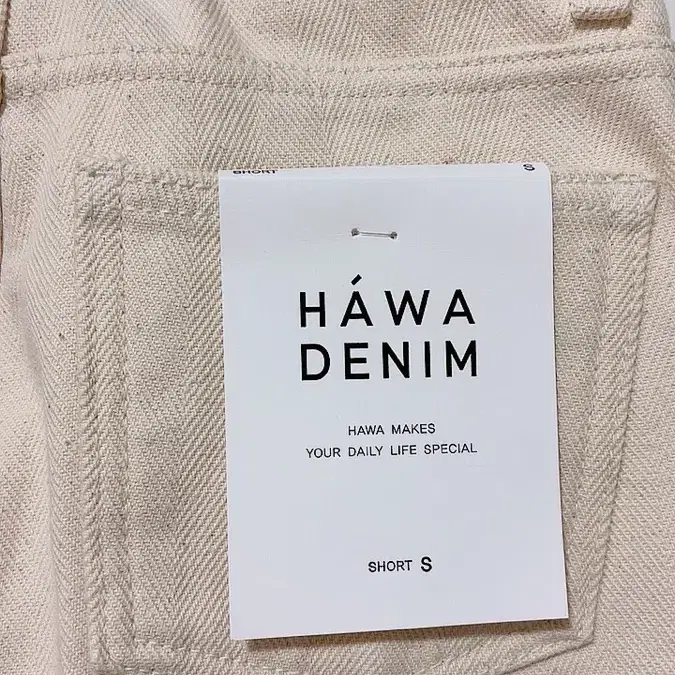 SHORT S
HÁWA
DENIM
HAWA MAKES
YOUR DAILY LIFE SPECIAL
SHORT S